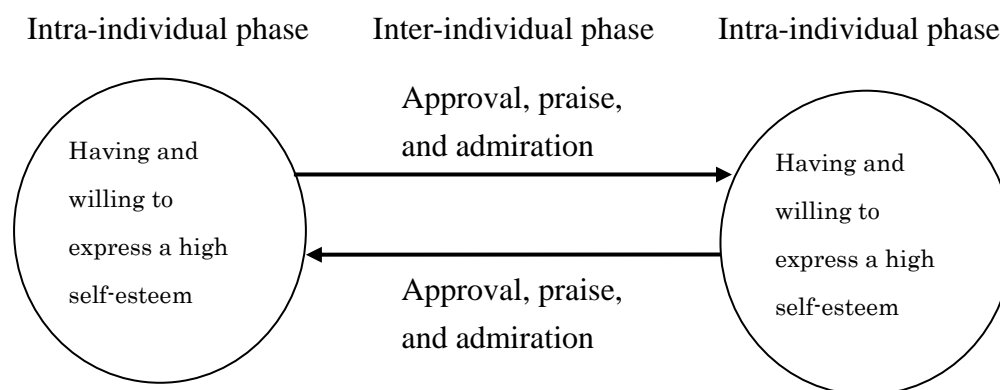 Intra-individual phase
Inter-individual phase
Intra-individual phase
Approval, praise,
and admiration
Having and
willing to
express a high
self-esteem
Having and
willing to
express a high
self-esteem
Approval, praise,
and admiration